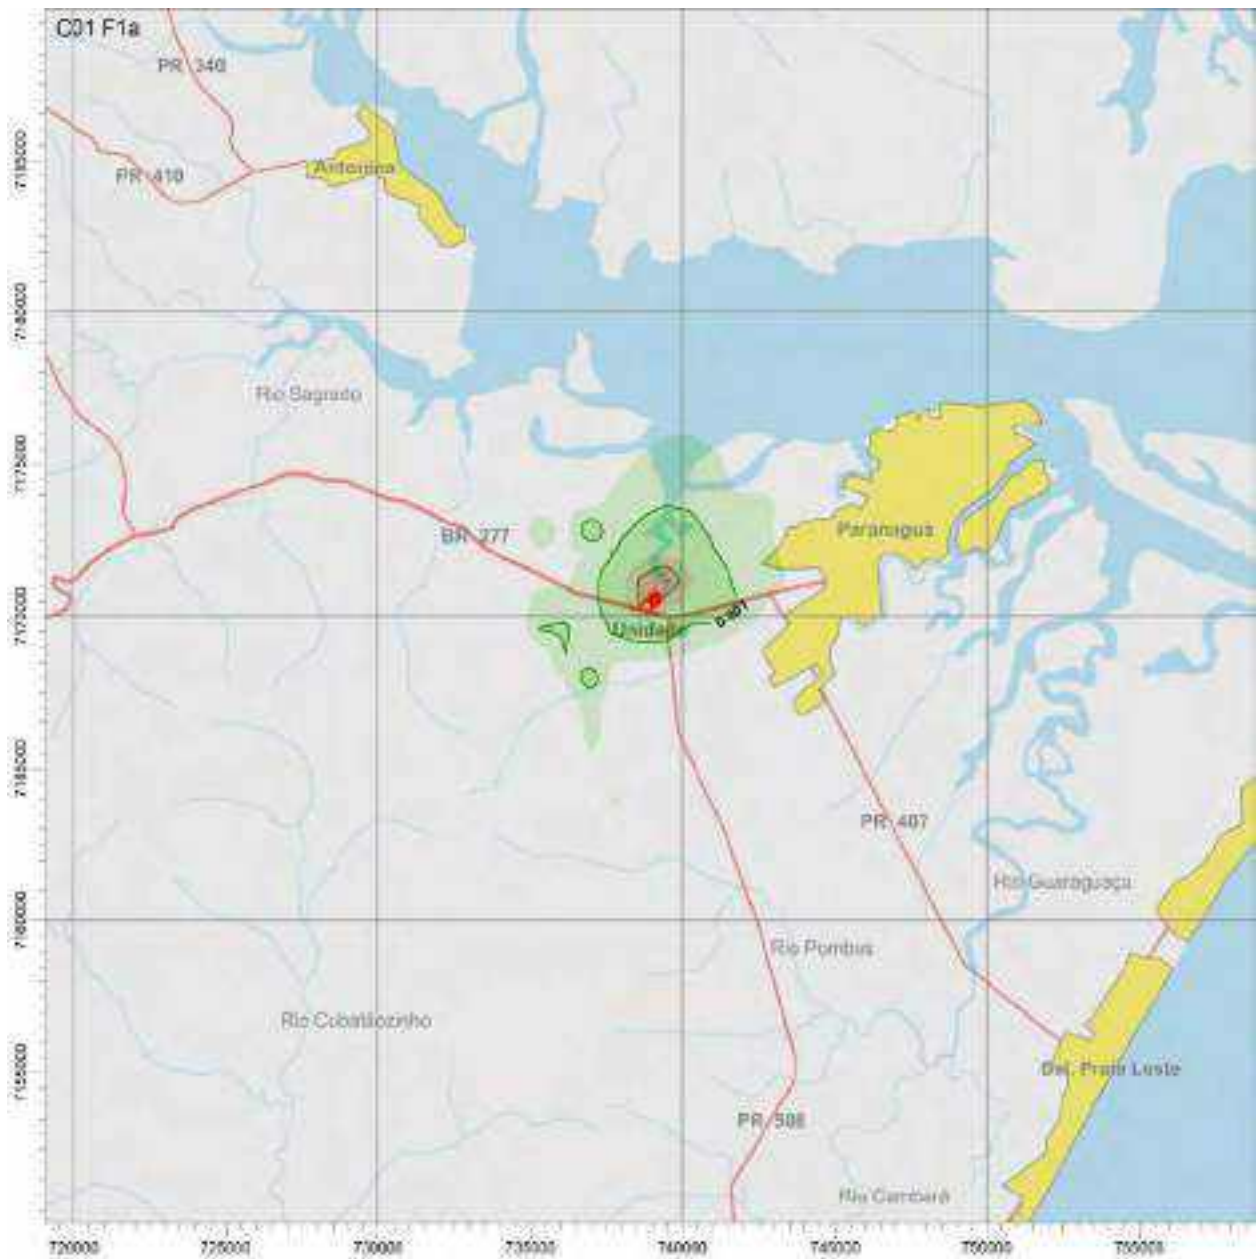 C01 F1a
PR 340
PR 410
Antonina
Rio Sagrado
BR 277
Paranaguá
Unidade
PR 407
Rio Guaraguaçu
Rio Pombas
Rio Cubatãozinho
PR 508
Rio Cambará
7180000
7175000
7170000
7165000
7160000
7155000
720000
725000
730000
735000
740000
745000
750000